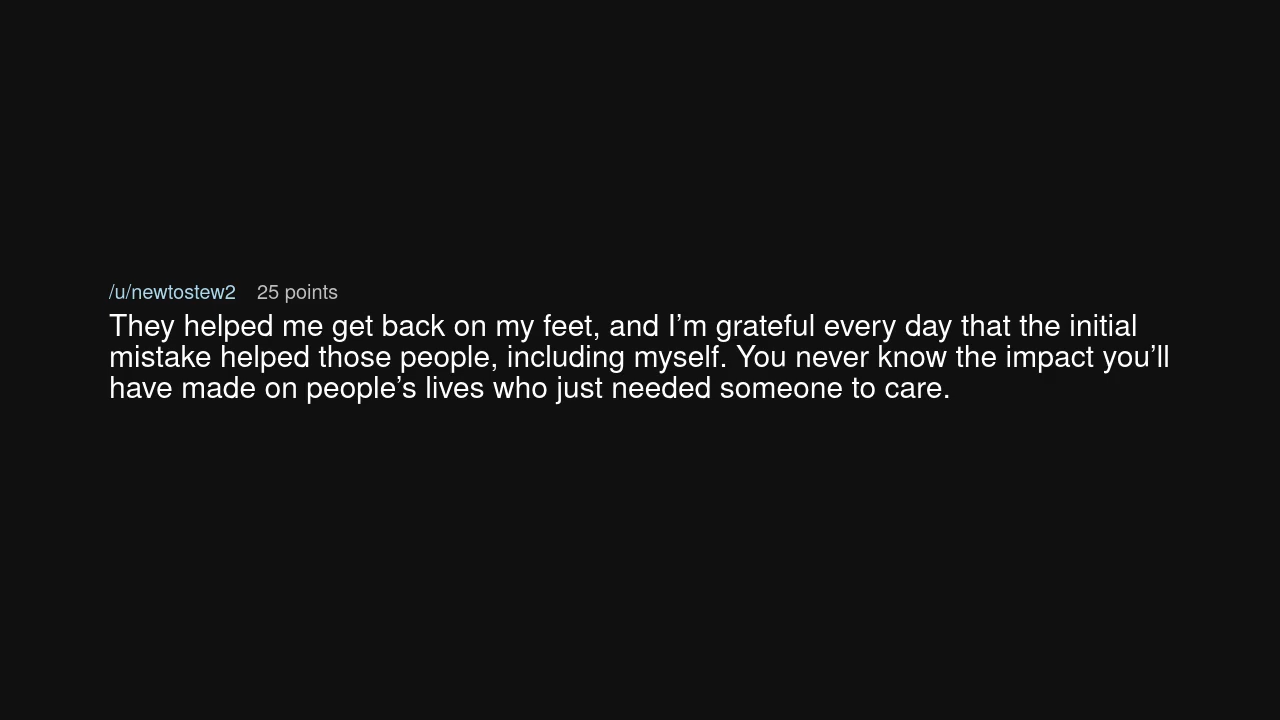 /u/newtostew2 25 points
They helped me get back on my feet, and I’m grateful every day that the initial
mistake helped those people, including myself. You never know the impact you’ll
have made on people’s lives who just needed someone to care.